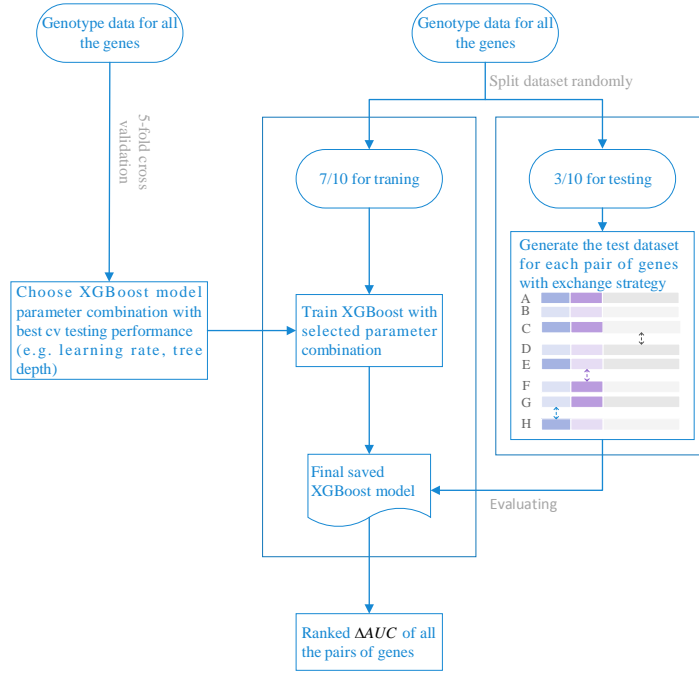 Genotype data for all
the genes
Genotype data for all
the genes
Split dataset randomly
5-fold cross
validation
7/10 for traning
3/10 for testing
Generate the test dataset
for each pair of genes
with exchange strategy
A
B
C
D
E
F
G
H
Choose XGBoost model
parameter combination with
best cv testing performance
(e.g. learning rate, tree
depth)
Train XGBoost with
selected parameter
combination
Final saved
XGBoost model
Evaluating
Ranked ΔAUC of all
the pairs of genes